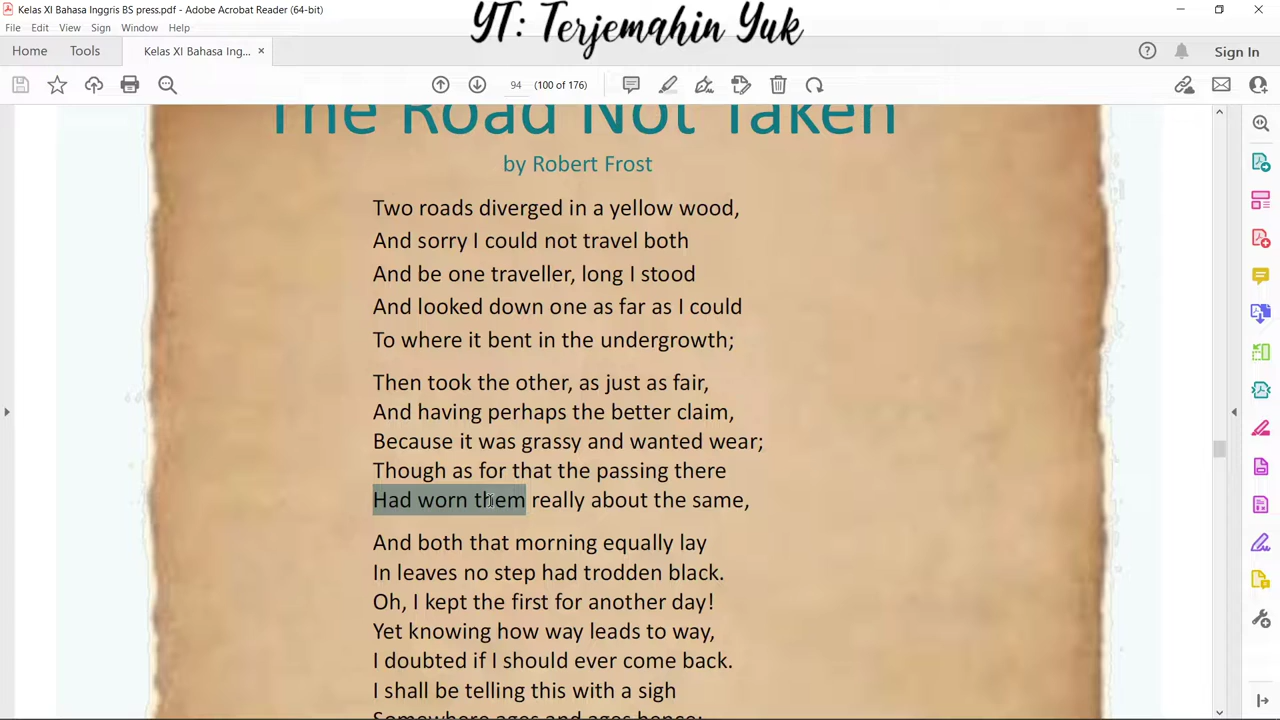 Kelas XI Bahasa Inggris BS press.pdf - Adobe Acrobat Reader (64-bit)
YT: Terjemahin Yuk
File Edit View Sign Window Help
Home Tools Kelas XI Bahasa Ing... × Sign In
94 (100 of 176)
The Road Not Taken
by Robert Frost
Two roads diverged in a yellow wood,
And sorry I could not travel both
And be one traveller, long I stood
And looked down one as far as I could
To where it bent in the undergrowth;
Then took the other, as just as fair,
And having perhaps the better claim,
Because it was grassy and wanted wear;
Though as for that the passing there
Had worn them really about the same,
And both that morning equally lay
In leaves no step had trodden black.
Oh, I kept the first for another day!
Yet knowing how way leads to way,
I doubted if I should ever come back.
I shall be telling this with a sigh
Somewhere ages and ages hence: